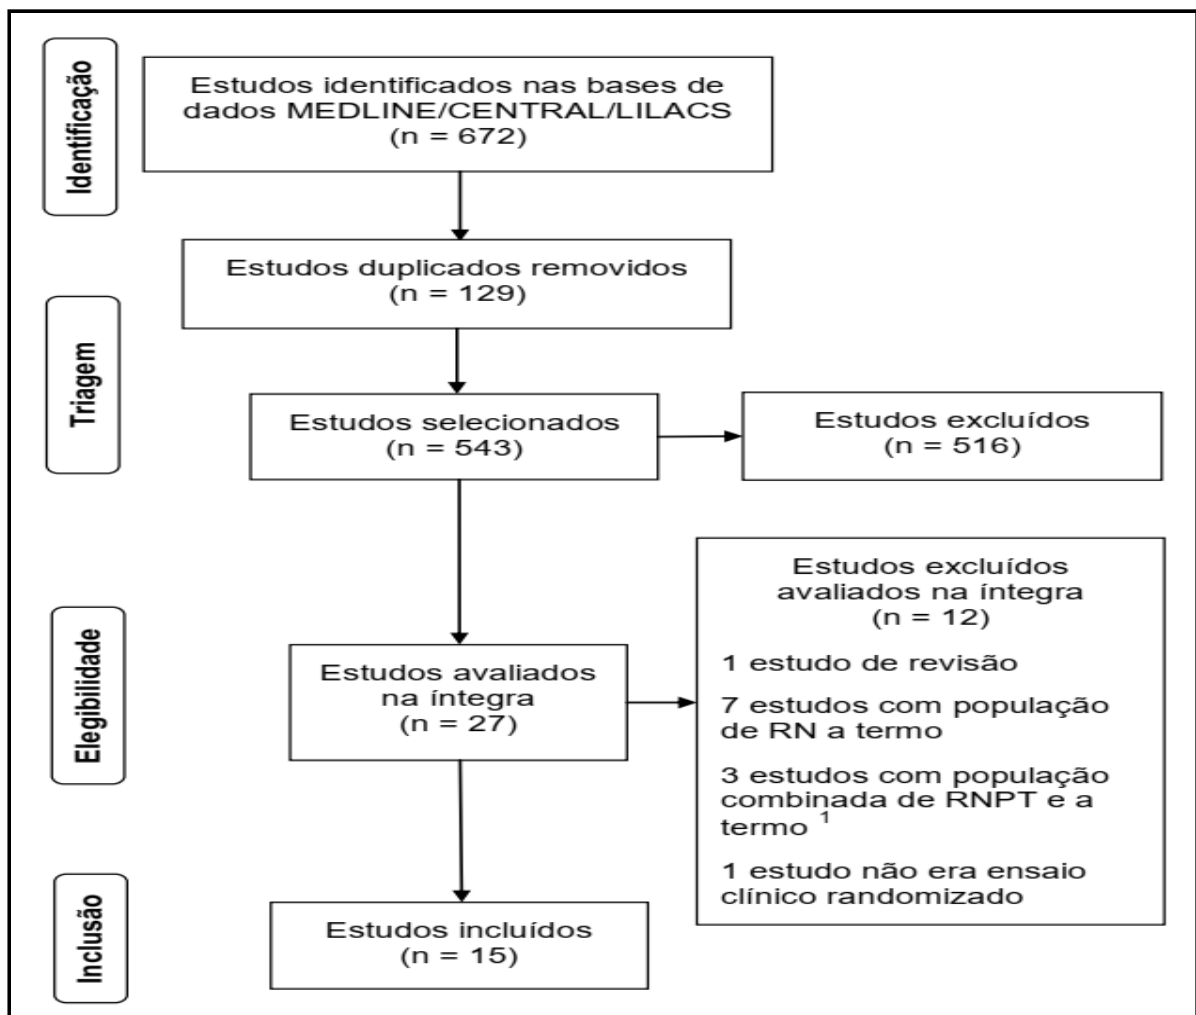 Identificação
Estudos identificados nas bases de
dados MEDLINE/CENTRAL/LILACS
(n = 672)
Estudos duplicados removidos
(n = 129)
Triagem
Estudos selecionados
(n = 543)
Estudos excluídos
(n = 516)
Elegibilidade
Estudos avaliados
na íntegra
(n = 27)
Estudos excluídos
avaliados na íntegra
(n = 12)
1 estudo de revisão
7 estudos com população
de RN a termo
3 estudos com população
combinada de RNPT e a
termo 1
1 estudo não era ensaio
clínico randomizado
Inclusão
Estudos incluídos
(n = 15)